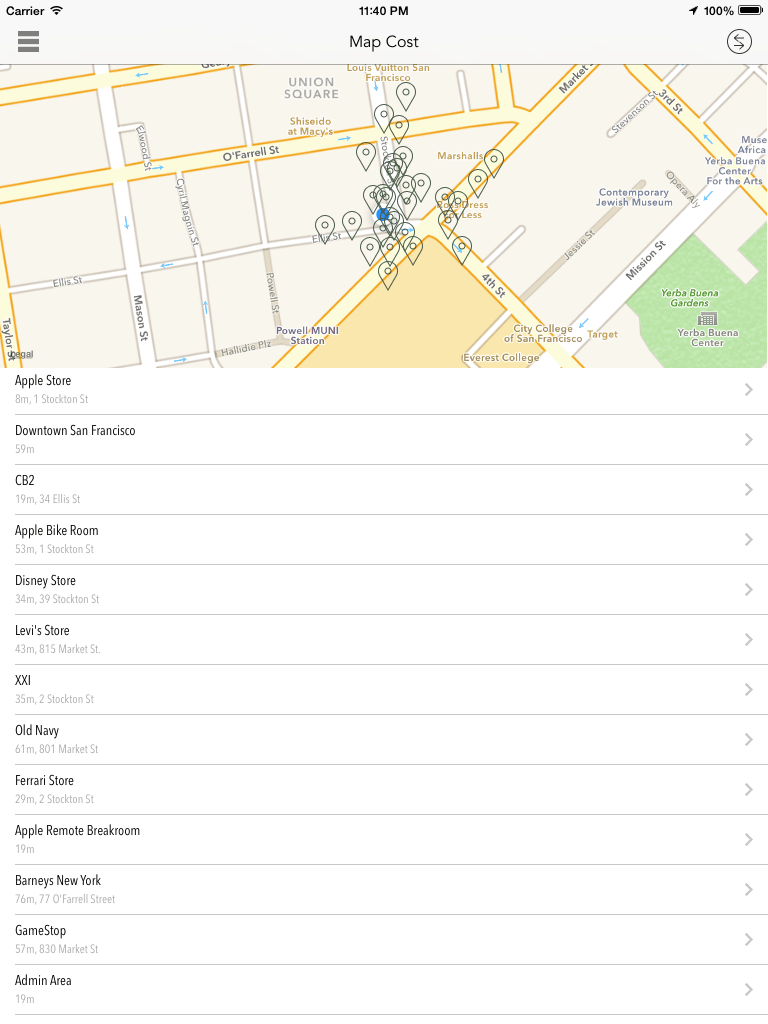 Carrier 11:40 PM 100%
Map Cost
Louis Vuitton San
Francisco
UNION
SQUARE
Market
3rd St
Stevenson St
Shiseido
at Macy's
Elwood St
O'Farrell St
Marshalls
Muse
Africa
Yerba Buena
Center
For the Arts
Cyril Magnin St
Contemporary
Jewish Museum
Opera Aly
Ross Dress
For Less
Ellis St
Jessie St
Mission St
Ellis St
Powell St
4th St
Yerba Buena
Gardens
Mason St
Taylor St
Powell MUNI
Station
City College
of San Francisco
Target
Yerba Buena
Center
Hallidie Plz
Everest College
Legal
Apple Store
8m, 1 Stockton St
Downtown San Francisco
59m
CB2
19m, 34 Ellis St
Apple Bike Room
53m, 1 Stockton St
Disney Store
34m, 39 Stockton St
Levi's Store
43m, 815 Market St.
XXI
35m, 2 Stockton St
Old Navy
61m, 801 Market St
Ferrari Store
29m, 2 Stockton St
Apple Remote Breakroom
19m
Barneys New York
76m, 77 O'Farrell Street
GameStop
57m, 830 Market St
Admin Area
19m